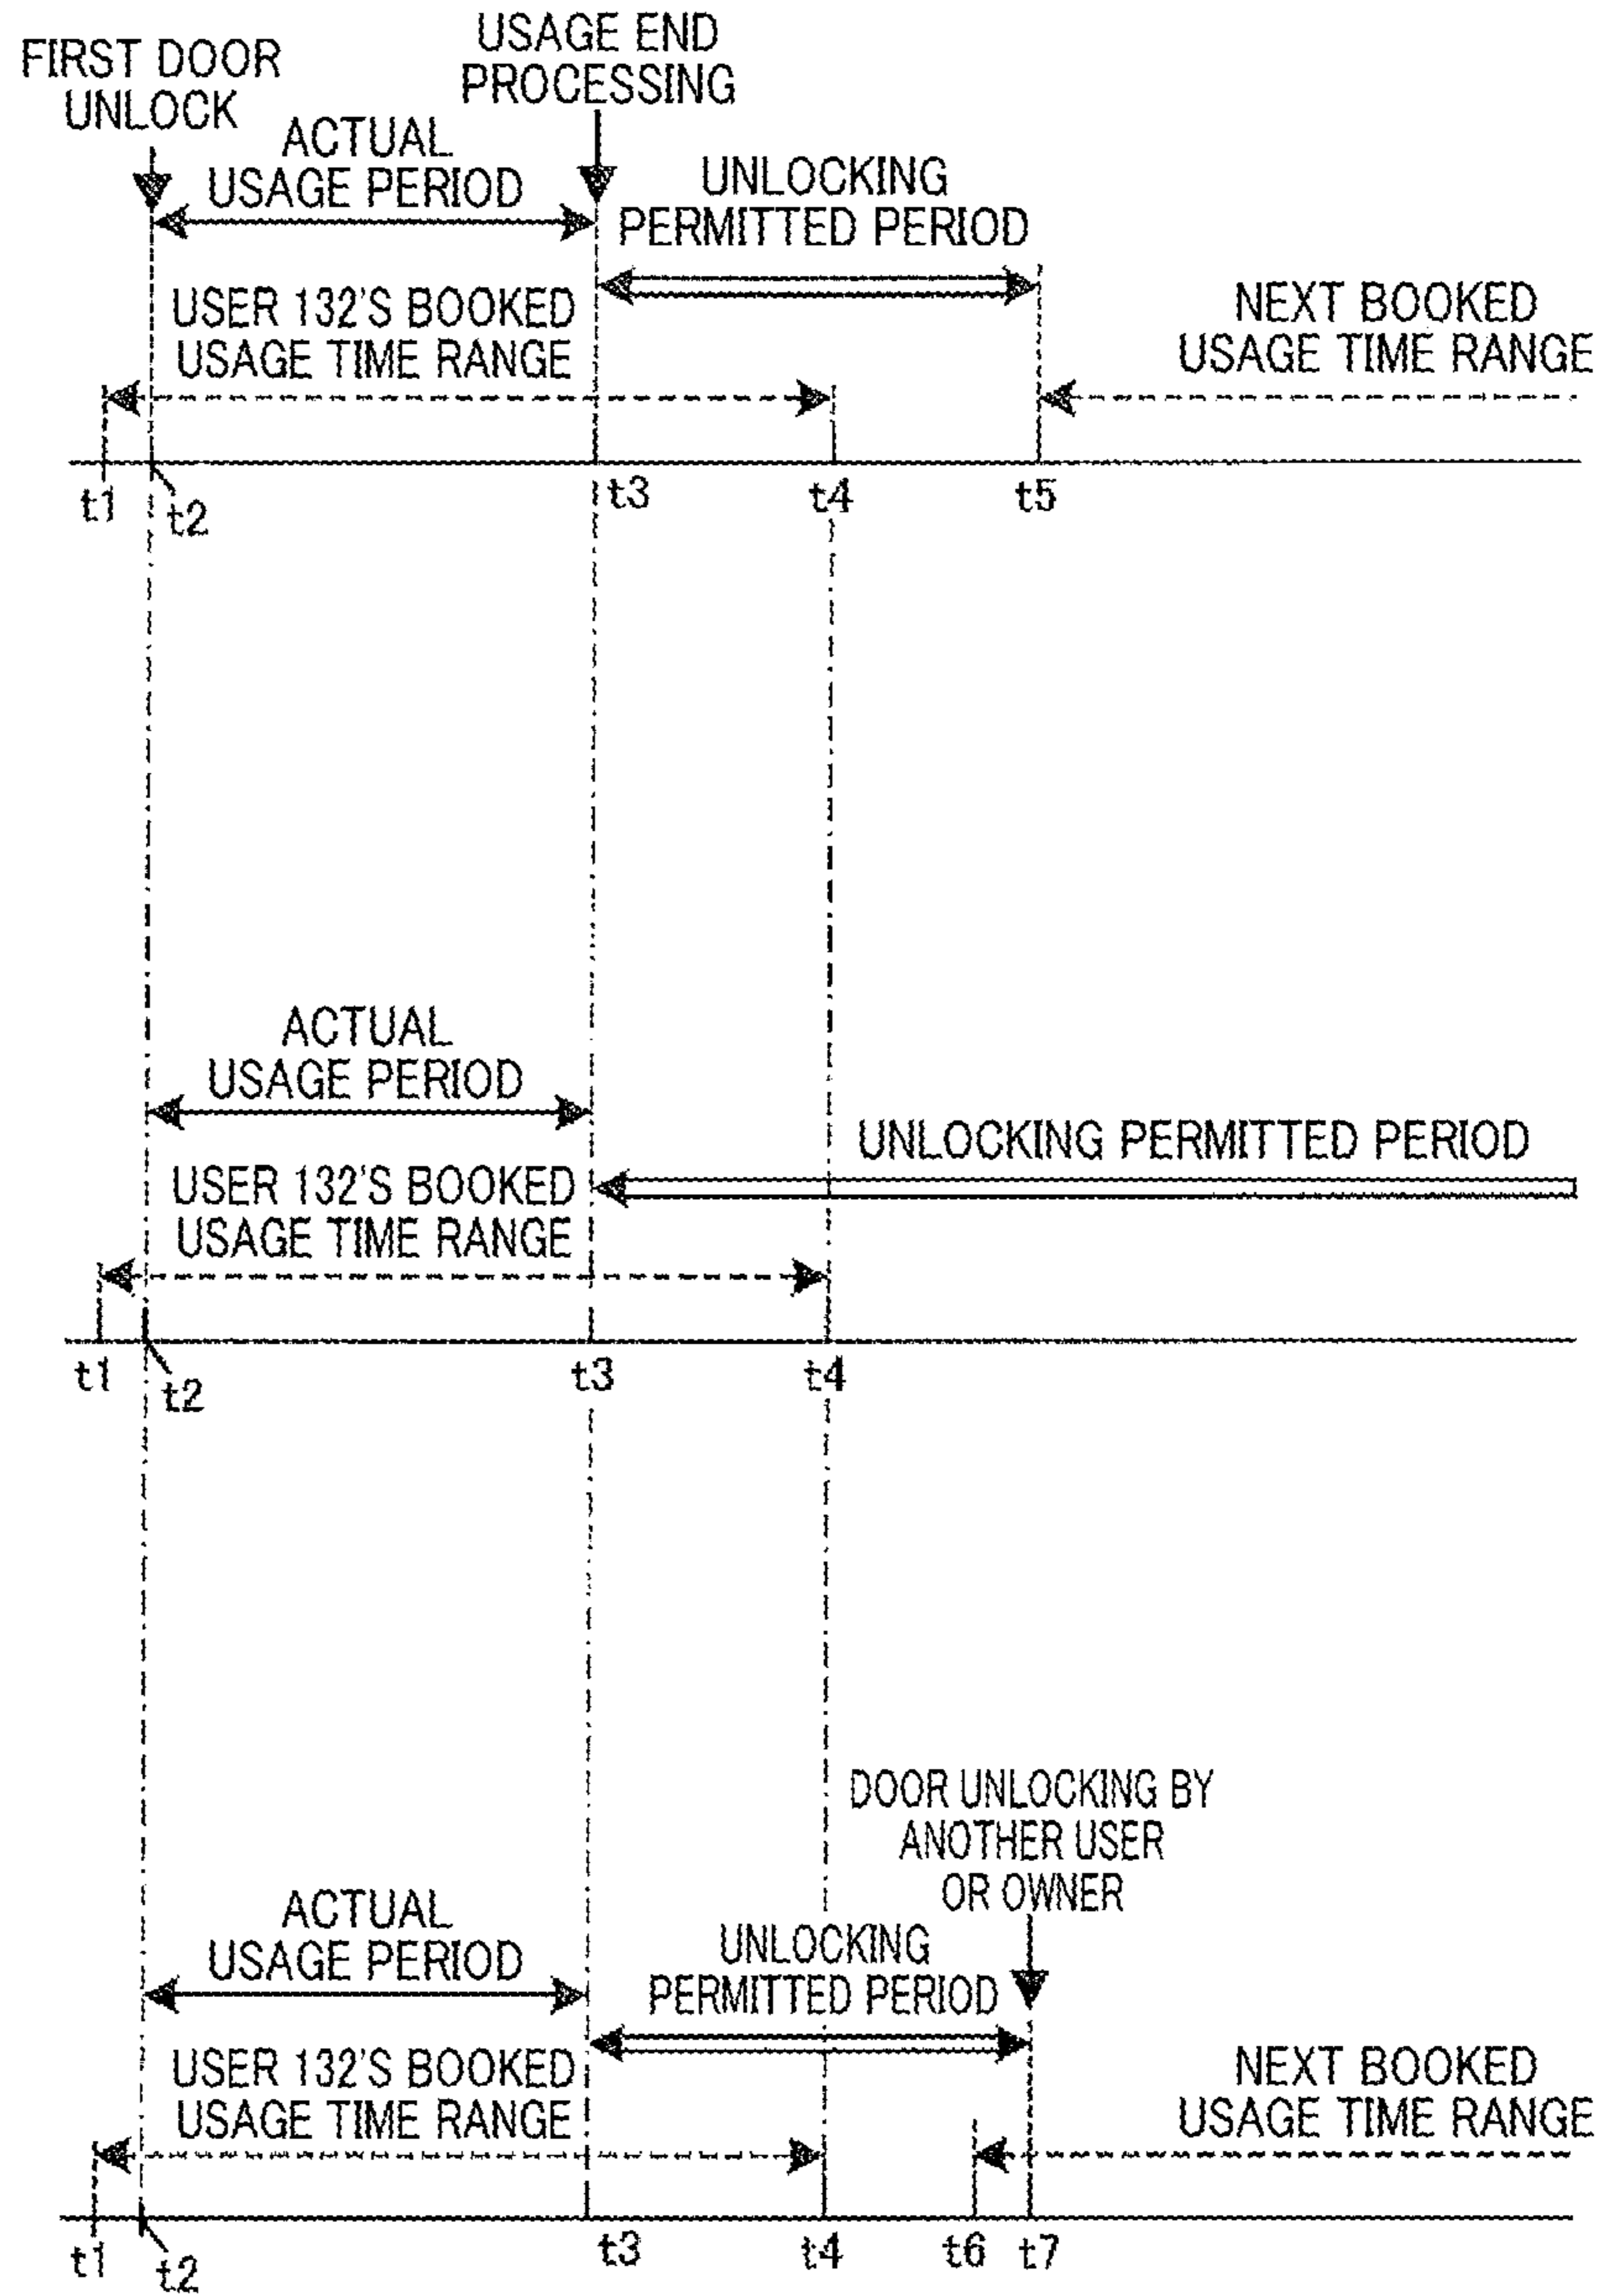 FIRST DOOR
UNLOCK
USAGE END
PROCESSING
ACTUAL
USAGE PERIOD
UNLOCKING
PERMITTED PERIOD
USER 132'S BOOKED
USAGE TIME RANGE
NEXT BOOKED
USAGE TIME RANGE
t1
t2
t3
t4
t5
ACTUAL
USAGE PERIOD
UNLOCKING PERMITTED PERIOD
USER 132'S BOOKED
USAGE TIME RANGE
t1
t2
t3
t4
DOOR UNLOCKING BY
ANOTHER USER
OR OWNER
ACTUAL
USAGE PERIOD
UNLOCKING
PERMITTED PERIOD
USER 132'S BOOKED
USAGE TIME RANGE
NEXT BOOKED
USAGE TIME RANGE
t1
t2
t3
t4
t6
t7